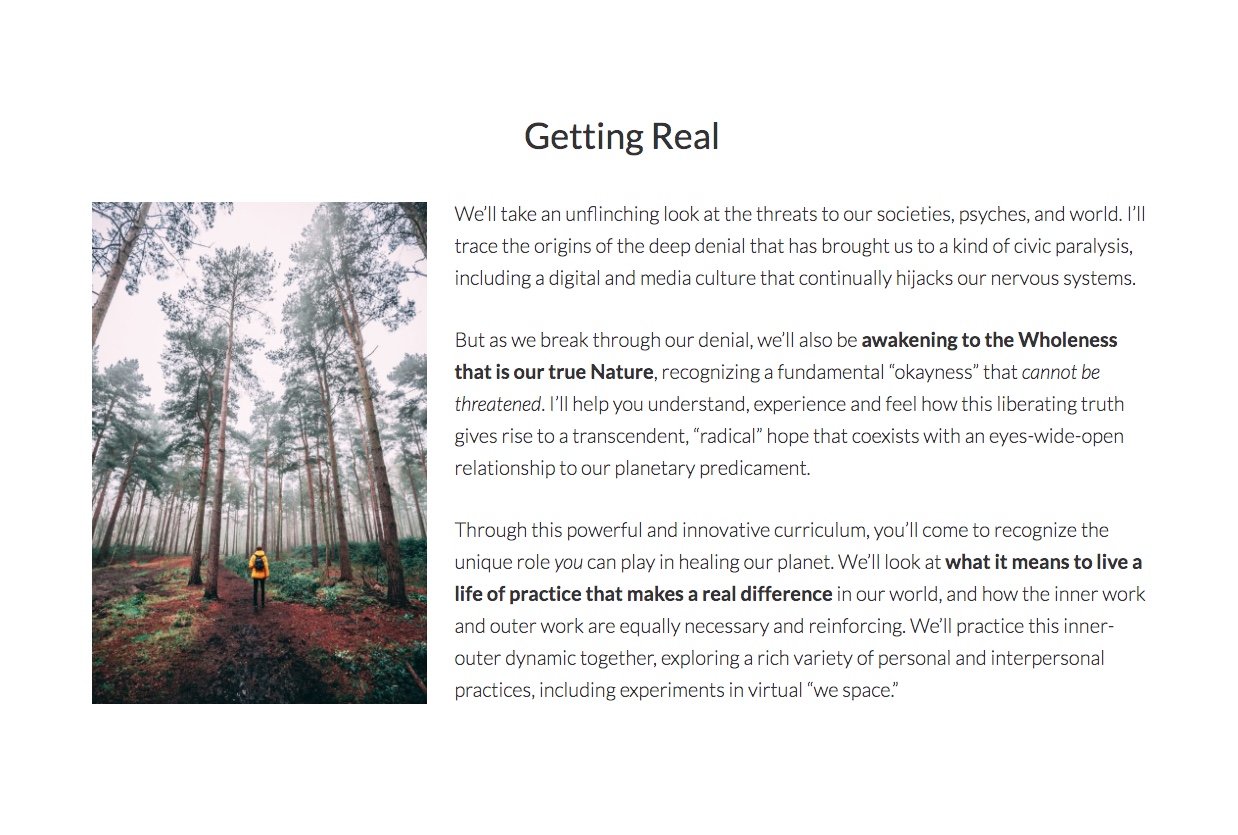 Getting Real
We’ll take an unflinching look at the threats to our societies, psyches, and world. I’ll
trace the origins of the deep denial that has brought us to a kind of civic paralysis,
including a digital and media culture that continually hijacks our nervous systems.
But as we break through our denial, we’ll also be awakening to the Wholeness
that is our true Nature, recognizing a fundamental “okayness” that cannot be
threatened. I’ll help you understand, experience and feel how this liberating truth
gives rise to a transcendent, “radical” hope that coexists with an eyes-wide-open
relationship to our planetary predicament.
Through this powerful and innovative curriculum, you’ll come to recognize the
unique role you can play in healing our planet. We’ll look at what it means to live a
life of practice that makes a real difference in our world, and how the inner work
and outer work are equally necessary and reinforcing. We’ll practice this inner-
outer dynamic together, exploring a rich variety of personal and interpersonal
practices, including experiments in virtual “we space.”